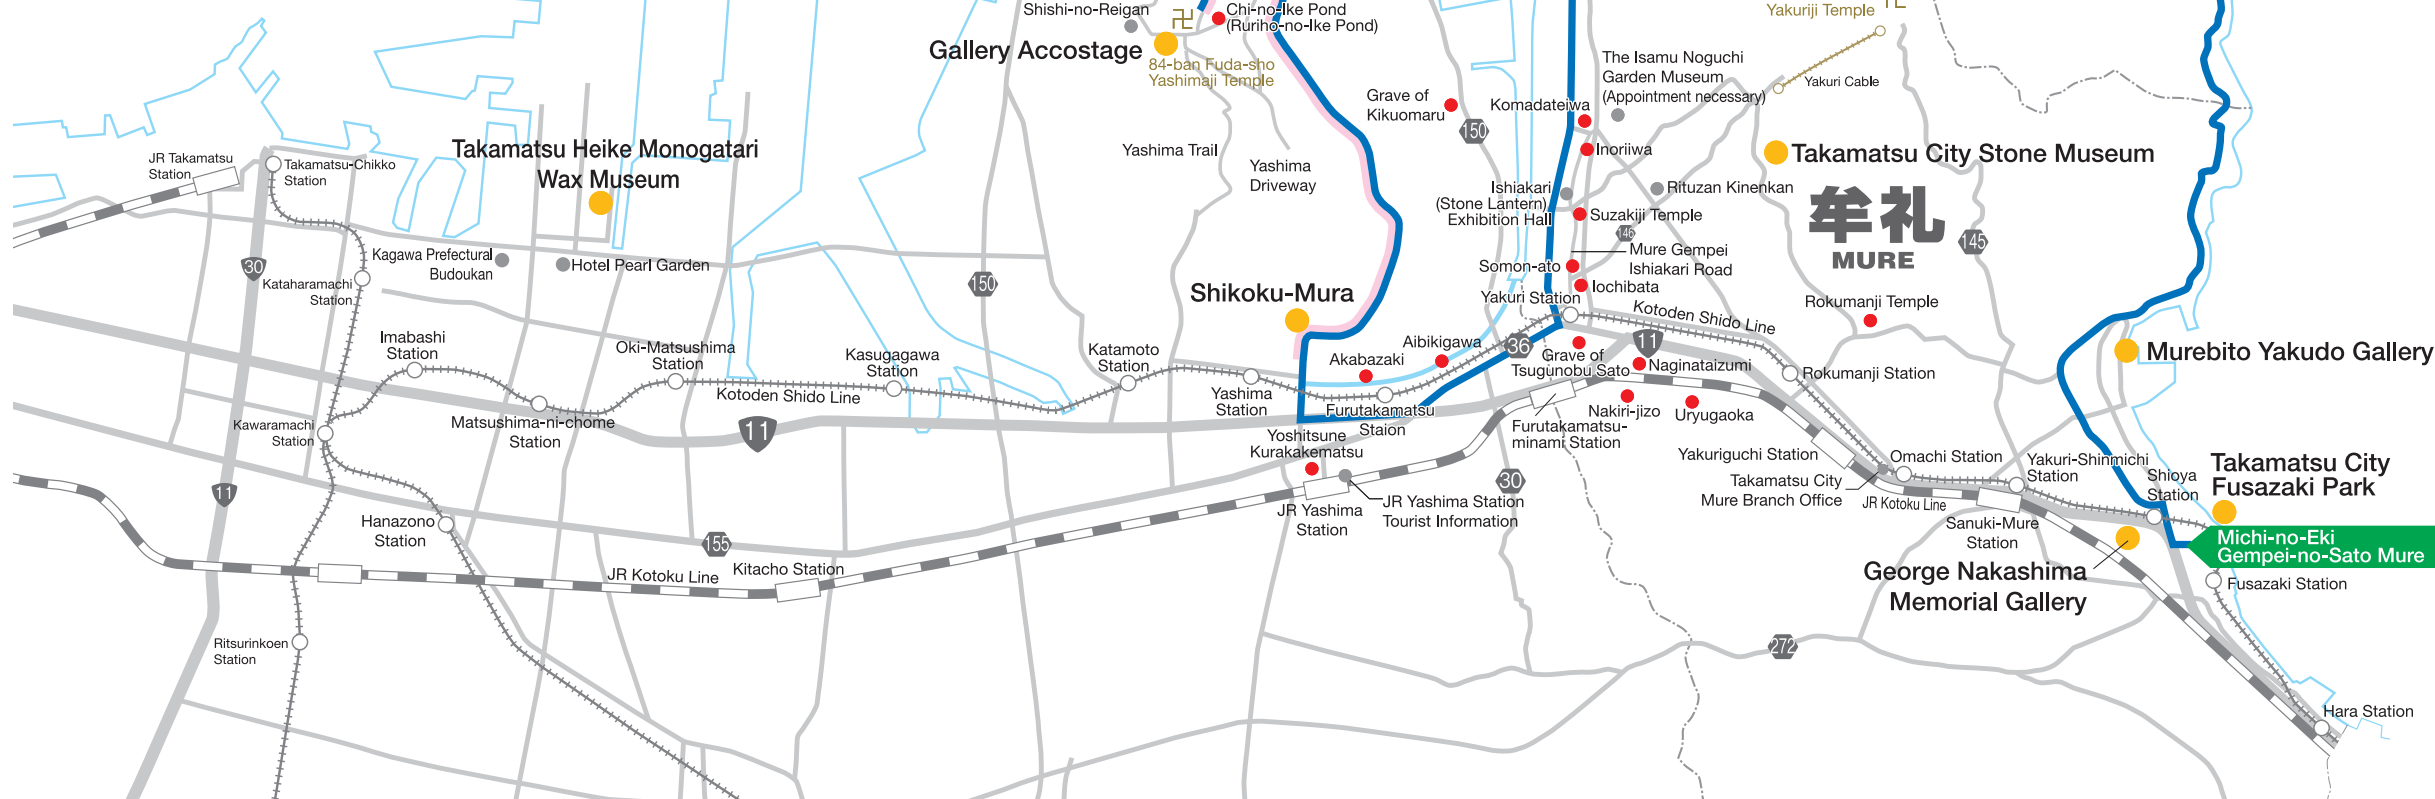 Shishi-no-Reigan
卍
Chi-no-Ike Pond
(Ruriho-no-Ike Pond)
Gallery Accostage
84-ban Fuda-sho
Yashimaji Temple
Yakuriji Temple
卍
The Isamu Noguchi
Garden Museum
(Appointment necessary)
Yakuri Cable
Grave of
Kikuomaru
150
Komadateiwa
Inoriiwa
Takamatsu City Stone Museum
牟礼
MURE
145
Rituzan Kinenkan
Ishiakari
(Stone Lantern)
Exhibition Hall
Suzakiji Temple
146
Mure Gempei
Ishiakari Road
Somon-ato
Iochibata
Yakuri Station
Kotoden Shido Line
Rokumanji Temple
Yashima Trail
Yashima
Driveway
Takamatsu Heike Monogatari
Wax Museum
JR Takamatsu
Station
Takamatsu-Chikko
Station
Kagawa Prefectural
Budoukan
Hotel Pearl Garden
30
Kataharamachi
Station
150
Shikoku-Mura
Imabashi
Station
Oki-Matsushima
Station
Kasugagawa
Station
Katamoto
Station
Kotoden Shido Line
Yashima
Station
Akabazaki
Aibikigawa
36
Grave of
Tsugunobu Sato
11
Naginataizumi
Rokumanji Station
Murebito Yakudo Gallery
Furutakamatsu
Staion
Nakiri-jizo
Uryugaoka
Furutakamatsu-
minami Station
Kawaramachi
Station
Matsushima-ni-chome
Station
11
Yoshitsune
Kurakakematsu
Yakuriguchi Station
Omachi Station
Yakuri-Shinmichi
Station
Shioya
Station
Takamatsu City
Fusazaki Park
Takamatsu City
Mure Branch Office
JR Kotoku Line
Sanuki-Mure
Station
11
30
JR Yashima
Station
JR Yashima Station
Tourist Information
Hanazono
Station
155
JR Kotoku Line
Kitacho Station
Michi-no-Eki
Gempei-no-Sato Mure
George Nakashima
Memorial Gallery
Fusazaki Station
Ritsurinkoen
Station
272
Hara Station